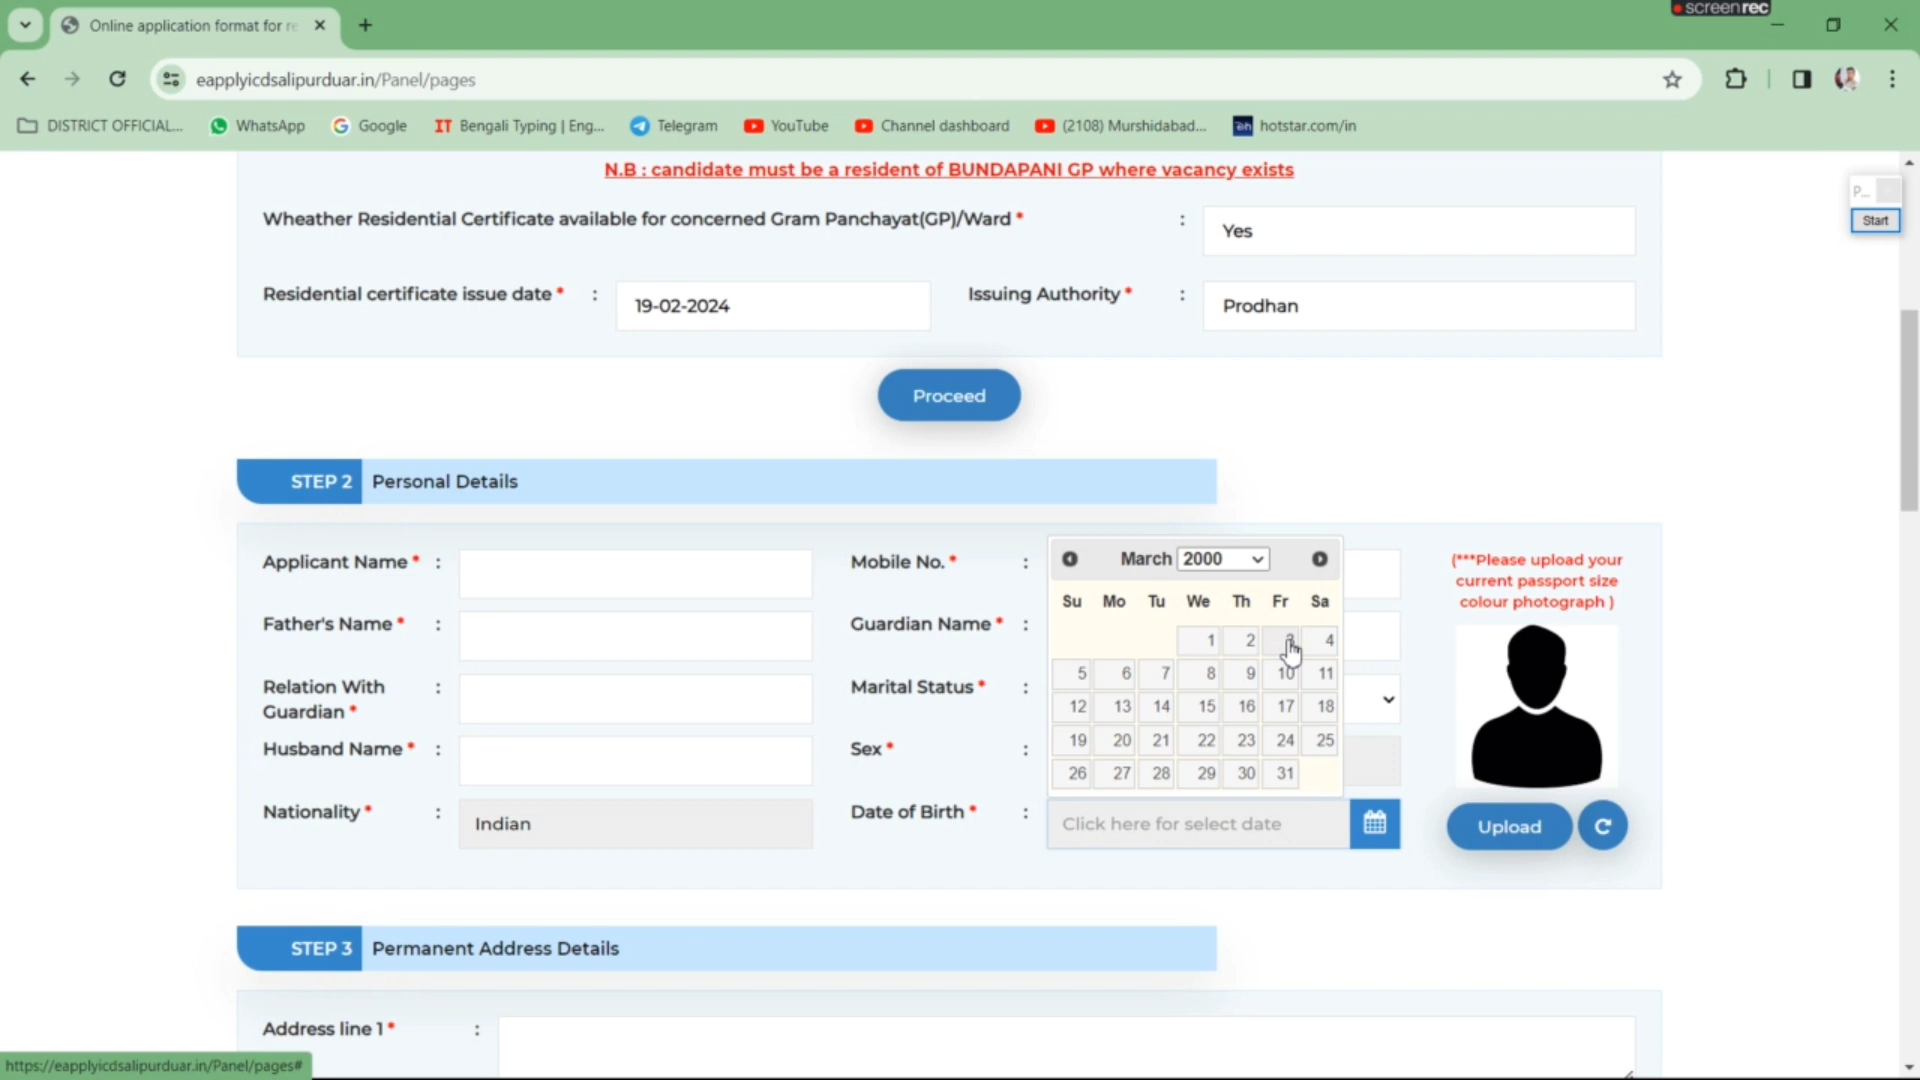 screenrec
Online application format for re
eapplyicdsalipurduar.in/Panel/pages
DISTRICT OFFICIAL... WhatsApp Google IT Bengali Typing | Eng... Telegram YouTube Channel dashboard (2108) Murshidabad... hotstar.com/in
N.B : candidate must be a resident of BUNDAPANI GP where vacancy exists
P...
Start
Wheather Residential Certificate available for concerned Gram Panchayat(GP)/Ward * : Yes
Residential certificate issue date * : 19-02-2024 Issuing Authority * : Prodhan
Proceed
STEP 2 Personal Details
Applicant Name * : Mobile No. * :
Father's Name * : Guardian Name * :
Relation With Guardian * : Marital Status * :
Husband Name * : Sex * :
Nationality * : Indian Date of Birth * : Click here for select date
March 2000
Su Mo Tu We Th Fr Sa
1 2 3 4
5 6 7 8 9 10 11
12 13 14 15 16 17 18
19 20 21 22 23 24 25
26 27 28 29 30 31
(***Please upload your
current passport size
colour photograph )
Upload
STEP 3 Permanent Address Details
Address line 1 * :
https://eapplyicdsalipurduar.in/Panel/pages#